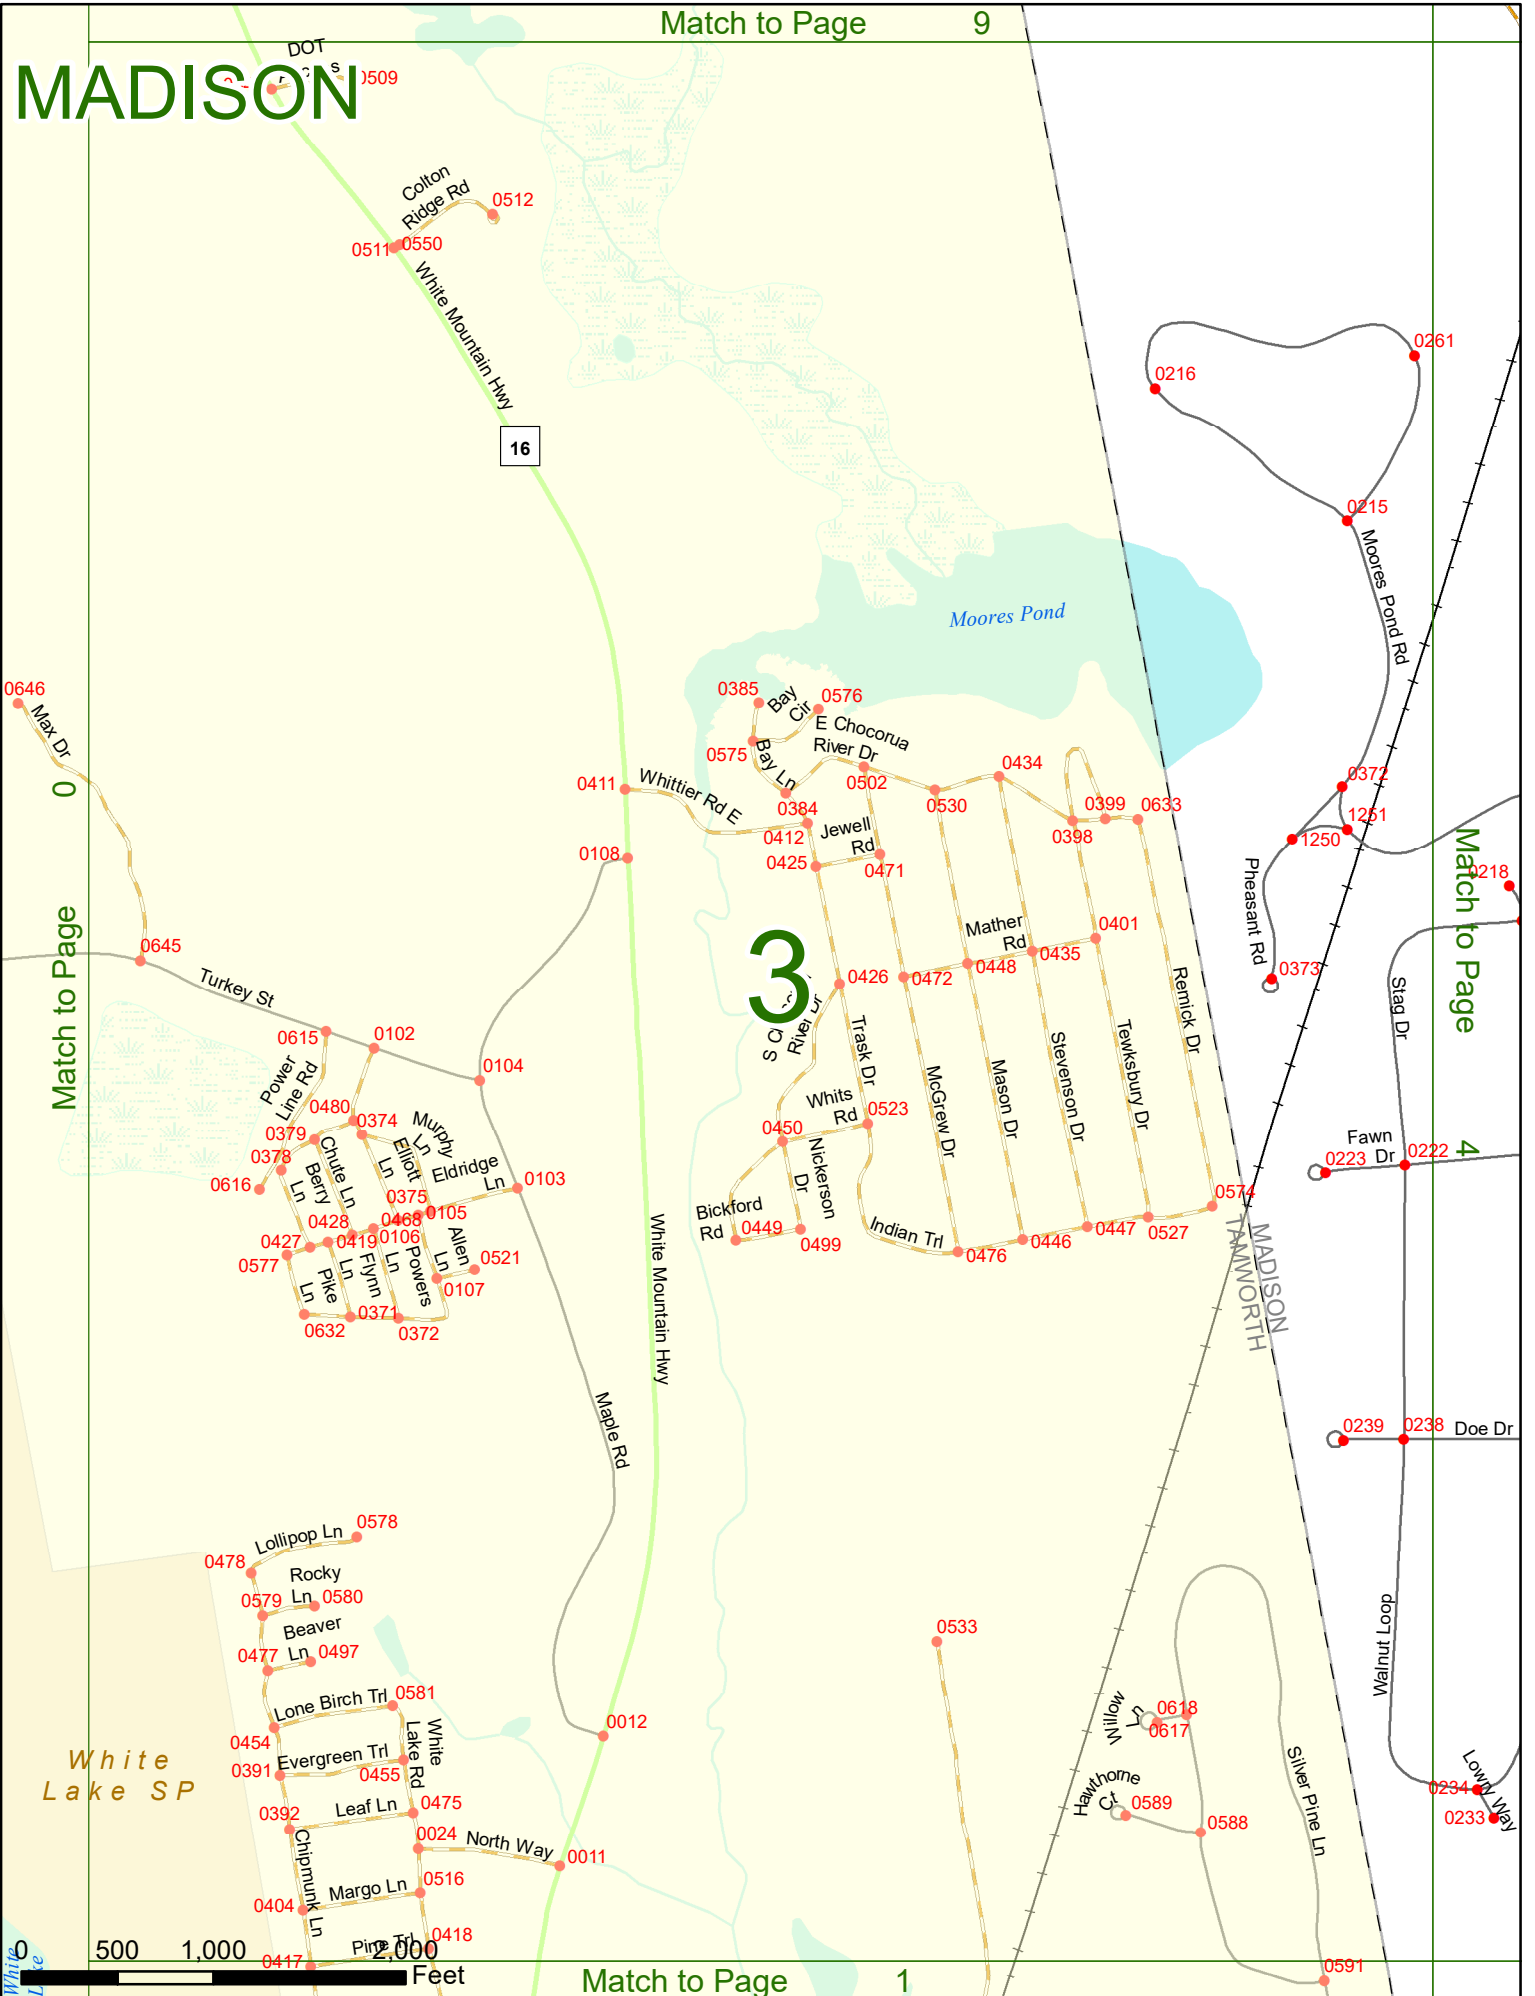 Match to Page 9
MADISON
DOT
0509
Colton
Ridge Rd
0512
0511
0550
White Mountain Hwy
16
0261
0216
0215
Moores Pond Rd
Moores Pond
0646
Max Dr
0385
Bay
Cir
0576
E Chocorua
River Dr
0575
Bay Ln
0502
0434
0372
0411
Whittier Rd E
0384
0530
0399
0633
0412
Jewell
Rd
0398
1251
1250
0108
0425
0471
Match to Page 0
Match to Page 4
0218
Pheasant Rd
0645
Turkey St
3
Mather
Rd
0401
0435
0448
0426
0472
0373
Remick Dr
Stag Dr
0615
0102
Power
Line Rd
0104
River Dr
Trask Dr
McGrew Dr
Mason Dr
Stevenson Dr
Tewksbury Dr
0480
0374
Murphy
Ln
Whits
Rd
0523
0379
0378
Chute Ln
Elliott
Ln
0450
Nickerson
Dr
Fawn
Dr
0222
0223
Berry
Ln
Eldridge
Ln
0103
0616
0375
0105
0574
Bickford
Rd
0449
0499
Indian Trl
0476
0446
0447
0527
0428
0468
0427
0419
0106
0577
Allen
Ln
0521
0107
Pike
Ln
Flynn
Ln
Powers
Ln
0632
0371
0372
White Mountain Hwy
MADISON
TAMWORTH
Maple Rd
0239
0238
Doe Dr
Lollipop Ln
0578
0478
Rocky
Ln
0579
0580
Beaver
Ln
0477
0497
0533
Walnut Loop
Lone Birch Trl
0581
0454
White
Lake Rd
0012
Willow
Ln
0618
0617
White
Lake SP
Evergreen Trl
0391
0455
Silver Pine Ln
Lowry Way
0234
0233
Hawthorne
Ct
0589
0588
0392
Leaf Ln
0475
0024
North Way
0011
Chipmunk Ln
Margo Ln
0516
0404
0418
Pine Trl
0417
0591
White
Lake
0 500 1,000 2,000
Feet
Match to Page 1